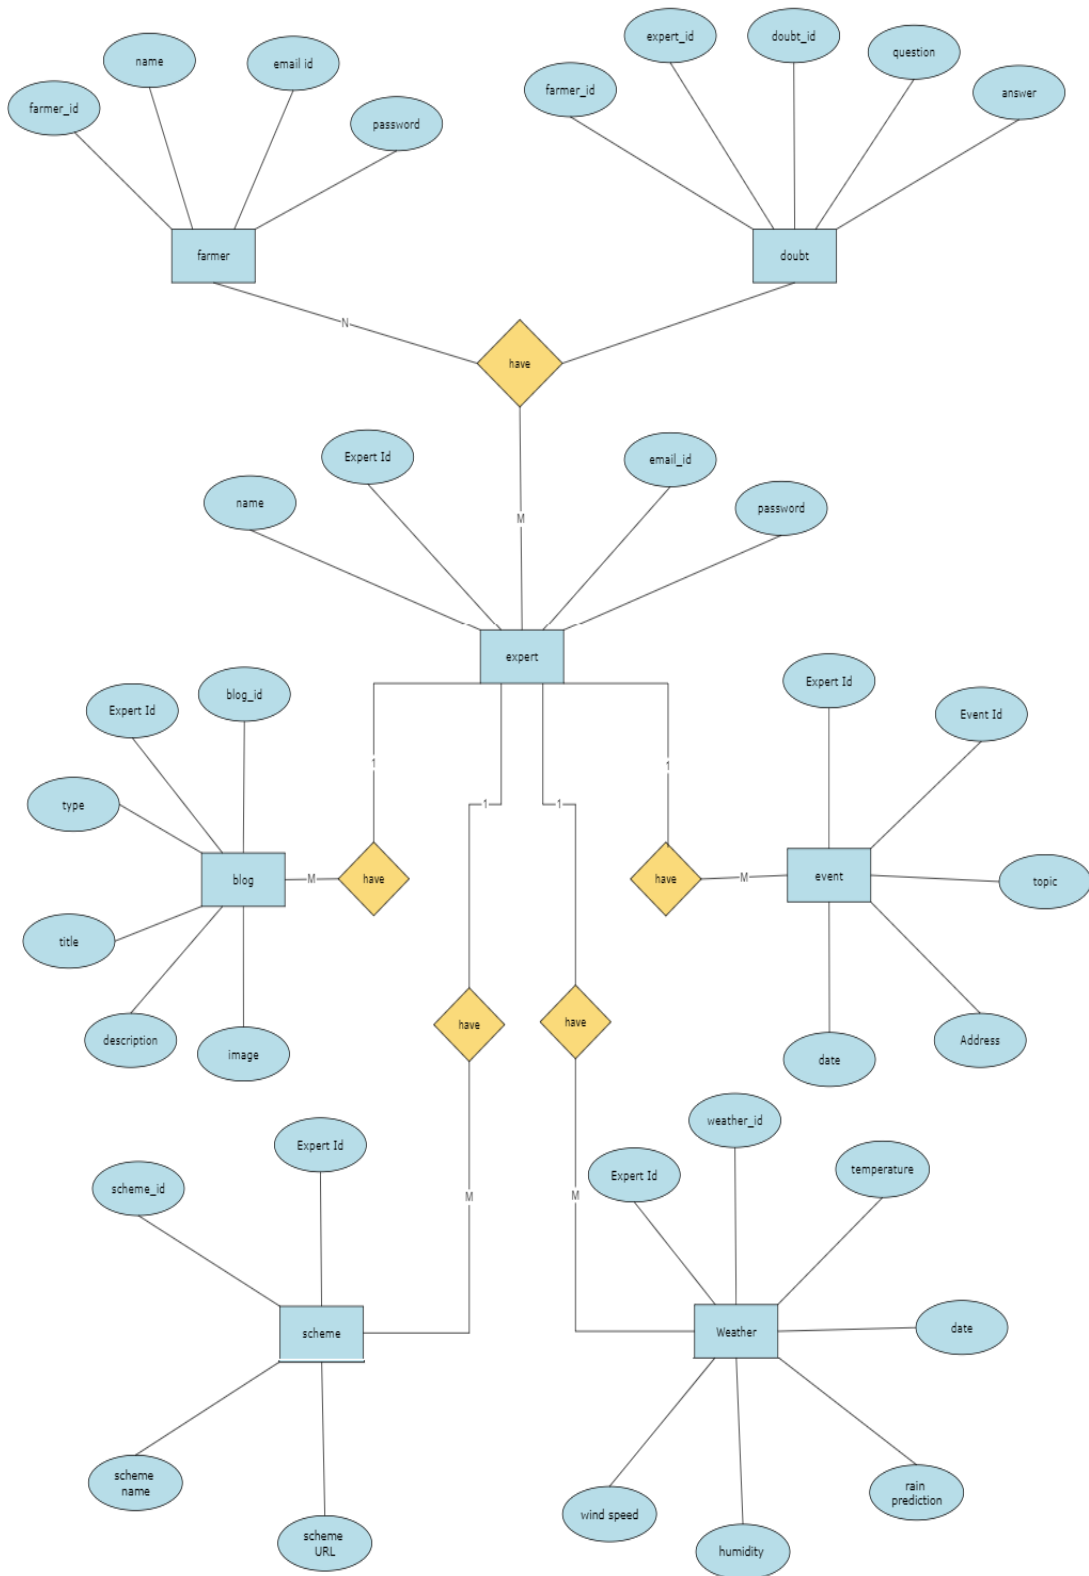 expert_id
doubt_id
name
email id
question
farmer_id
farmer_id
answer
password
farmer
doubt
N
have
Expert Id
email_id
name
password
M
expert
Expert Id
blog_id
Expert Id
Event Id
1
1
type
1
1
blog
M
have
have
M
event
topic
title
have
have
description
image
date
Address
weather_id
Expert Id
scheme_id
Expert Id
temperature
M
M
scheme
Weather
date
scheme
name
rain
prediction
wind speed
scheme
URL
humidity